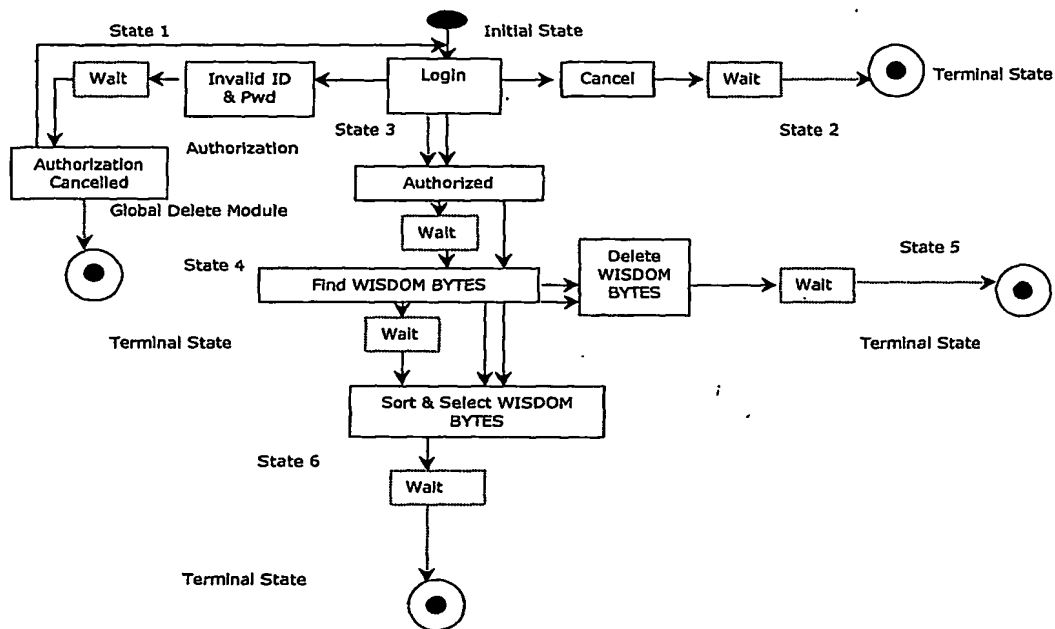 State 1
Initial State
Wait
Invalid ID
& Pwd
Login
Cancel
Wait
Terminal State
State 3
State 2
Authorization
Authorization
Cancelled
Authorized
Global Delete Module
Wait
State 4
Find WISDOM BYTES
Delete
WISDOM
BYTES
State 5
Wait
Terminal State
Wait
Terminal State
Sort & Select WISDOM
BYTES
State 6
Wait
Terminal State